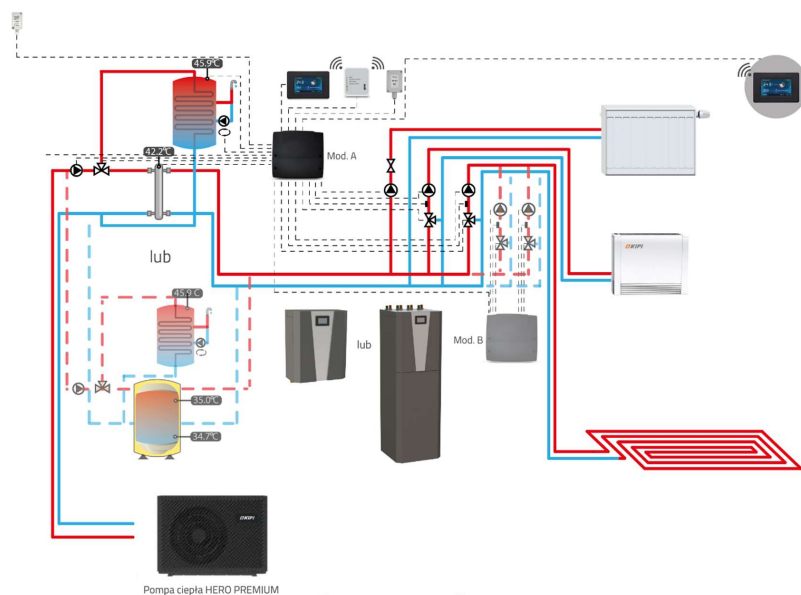 45.9°C
42.2°C
Mod. A
lub
KIPI
45.9°C
lub
Mod. B
35.0°C
34.7°C
KIPI
Pompa ciepła HERO PREMIUM